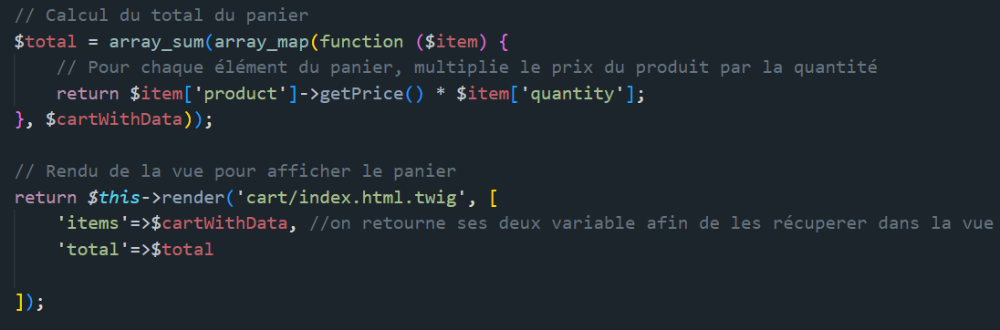 // Calcul du total du panier
$total = array_sum(array_map(function ($item) {
    // Pour chaque élément du panier, multiplie le prix du produit par la quantité
    return $item['product']->getPrice() * $item['quantity'];
}, $cartWithData));

// Rendu de la vue pour afficher le panier
return $this->render('cart/index.html.twig', [
    'items'=>$cartWithData, //on retourne ses deux variable afin de les récuperer dans la vue
    'total'=>$total

]);